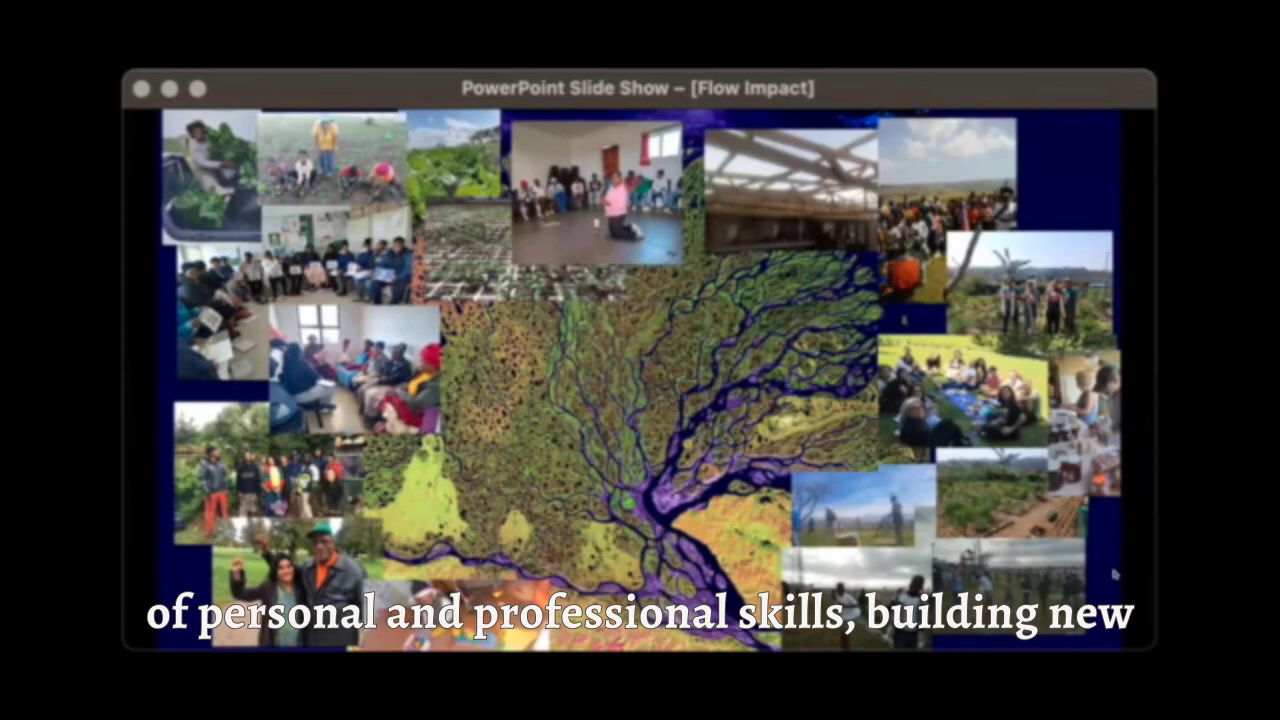 PowerPoint Slide Show – [Flow Impact]
of personal and professional skills, building new